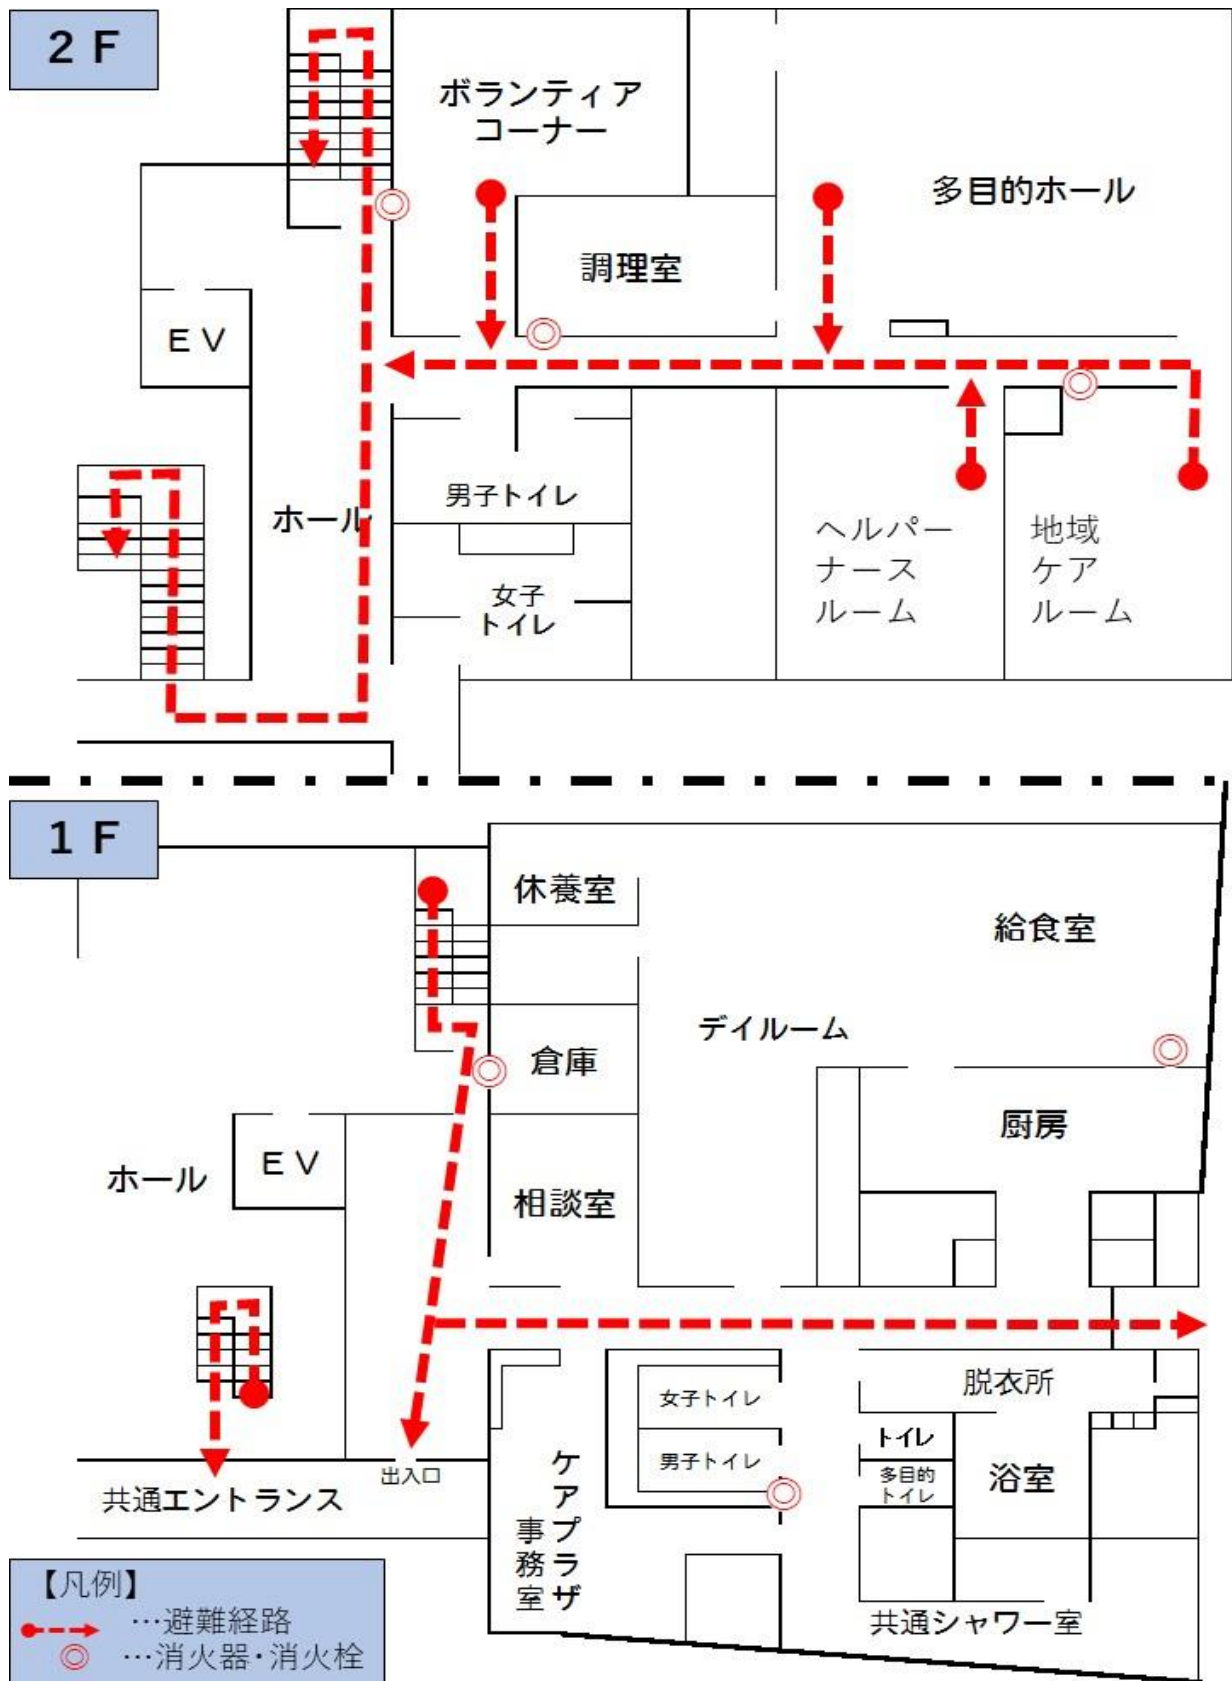 2 F
ボランティア
コーナー
多目的ホール
調理室
E V
ホール
男子トイレ
女子
トイレ
ヘルパー
ナース
ルーム
地域
ケア
ルーム
1 F
休養室
給食室
デイルーム
倉庫
厨房
ホール
E V
相談室
脱衣所
女子トイレ
トイレ
男子トイレ
多目的
トイレ
浴室
出入口
共通エントランス
ケアプラザ
事務室
共通シャワー室
【凡例】
…避難経路
…消火器・消火栓